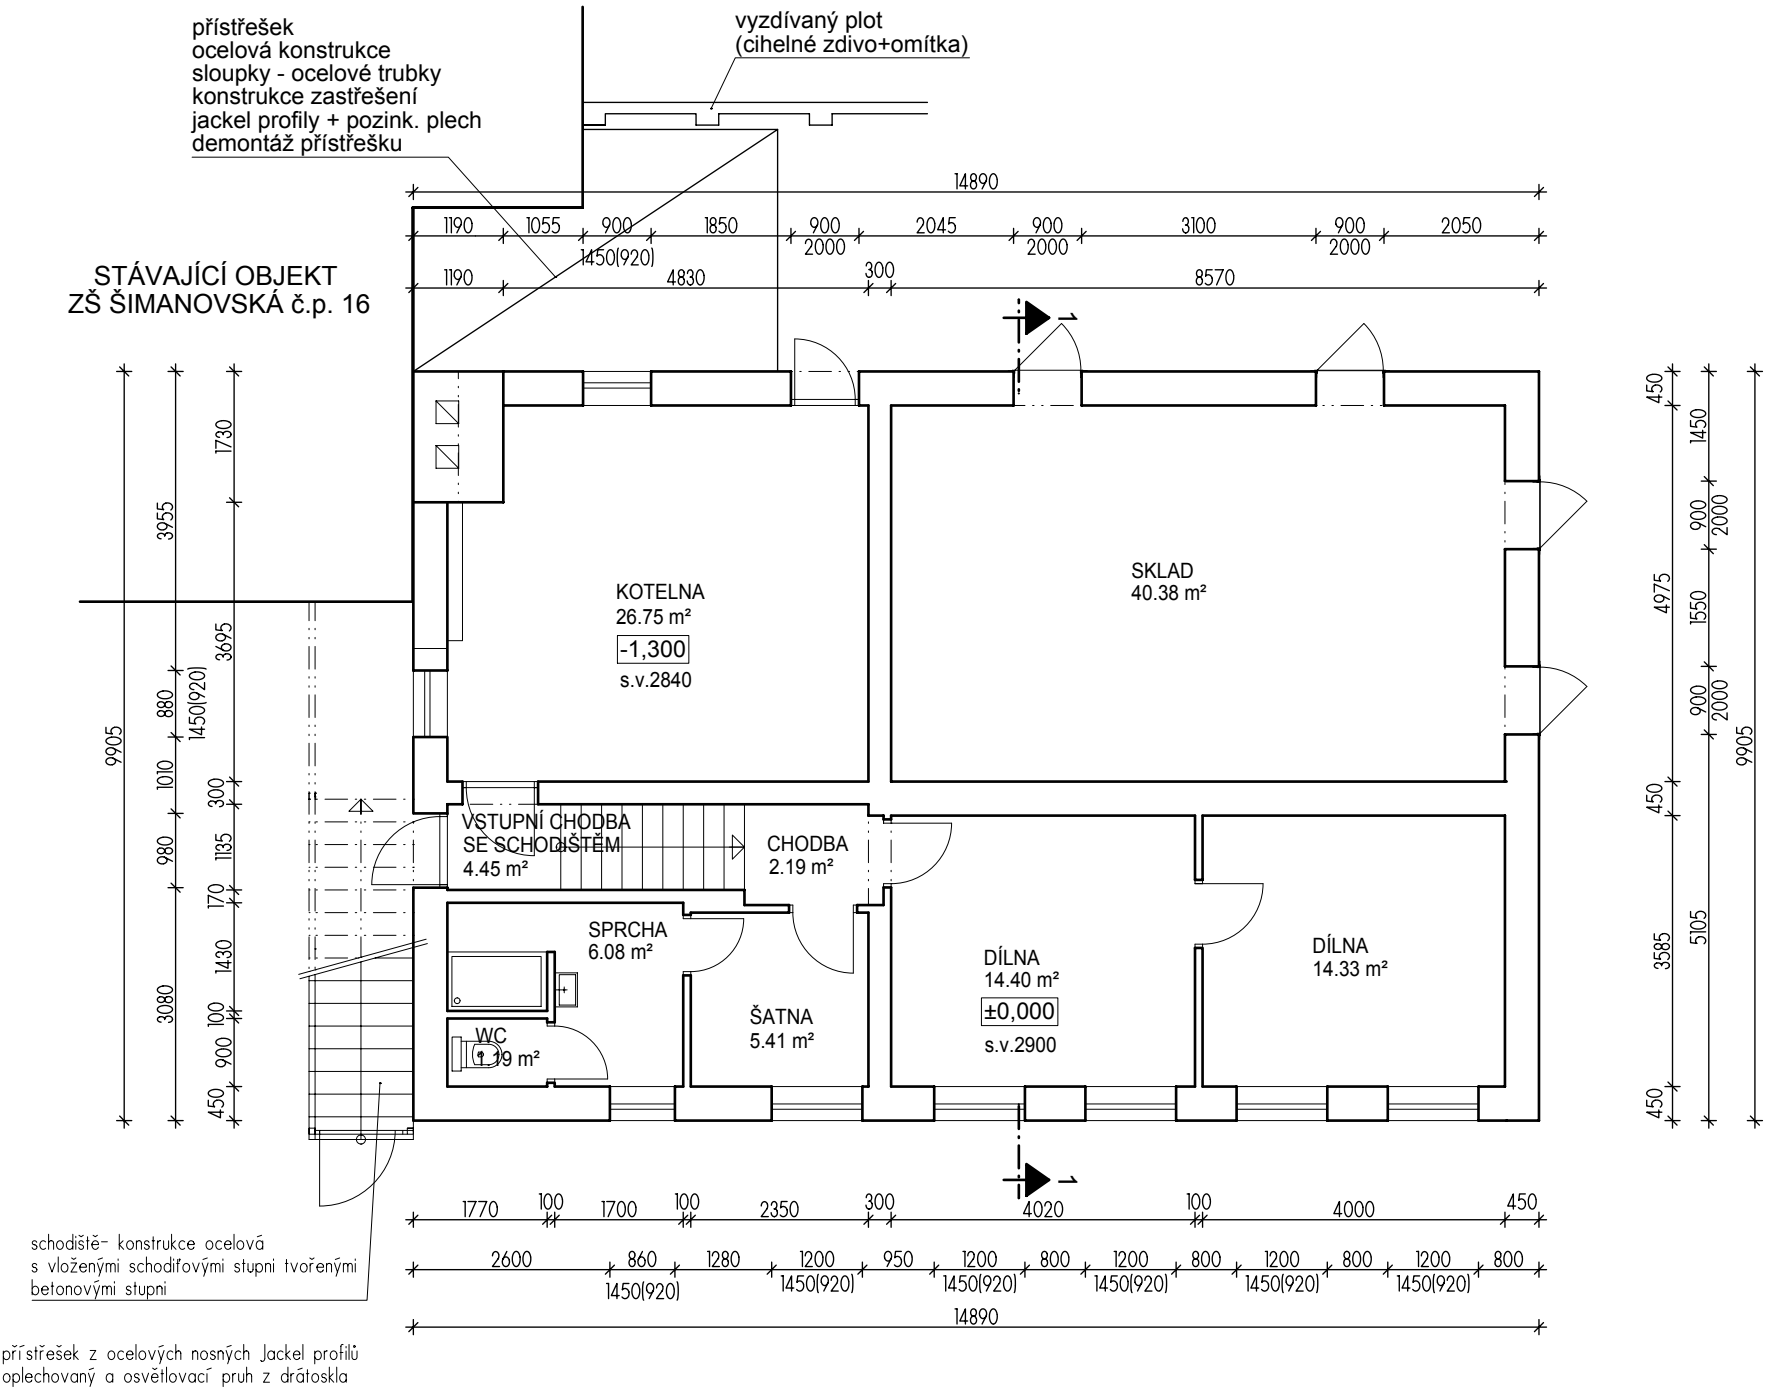 přístřešek
ocelová konstrukce
sloupky - ocelové trubky
konstrukce zastřešení
jackel profily + pozink. plech
demontáž přístřešku
vyzdívaný plot
(cihelné zdivo+omítka)
14890
1190 1055 900 1850 900 2045 900 3100 900 2050
1450(920) 2000 2000 2000
1190 4830 300 8570
STÁVAJÍCÍ OBJEKT
ZŠ ŠIMANOVSKÁ č.p. 16
1
9905
3955 880 1010 980 3080
1450(920)
1730 3695 300 1135 170 1430 100 900 450
KOTELNA
26.75 m²
-1,300
s.v.2840
SKLAD
40.38 m²
450 4975 450 3585 450
1450 900 1550 900 5105
2000 2000
9905
VSTUPNÍ CHODBA
SE SCHODIŠTĚM
4.45 m²
CHODBA
2.19 m²
SPRCHA
6.08 m²
WC
1.19 m²
ŠATNA
5.41 m²
DÍLNA
14.40 m²
±0,000
s.v.2900
DÍLNA
14.33 m²
1
1770 100 1700 100 2350 300 4020 100 4000 450
2600 860 1280 1200 950 1200 800 1200 800 1200 800 1200 800
1450(920) 1450(920) 1450(920) 1450(920) 1450(920) 1450(920)
14890
schodiště- konstrukce ocelová
s vloženými schodiťovými stupni tvořenými
betonovými stupni
přístřešek z ocelových nosných Jackel profilů
oplechovaný a osvětlovací pruh z drátoskla